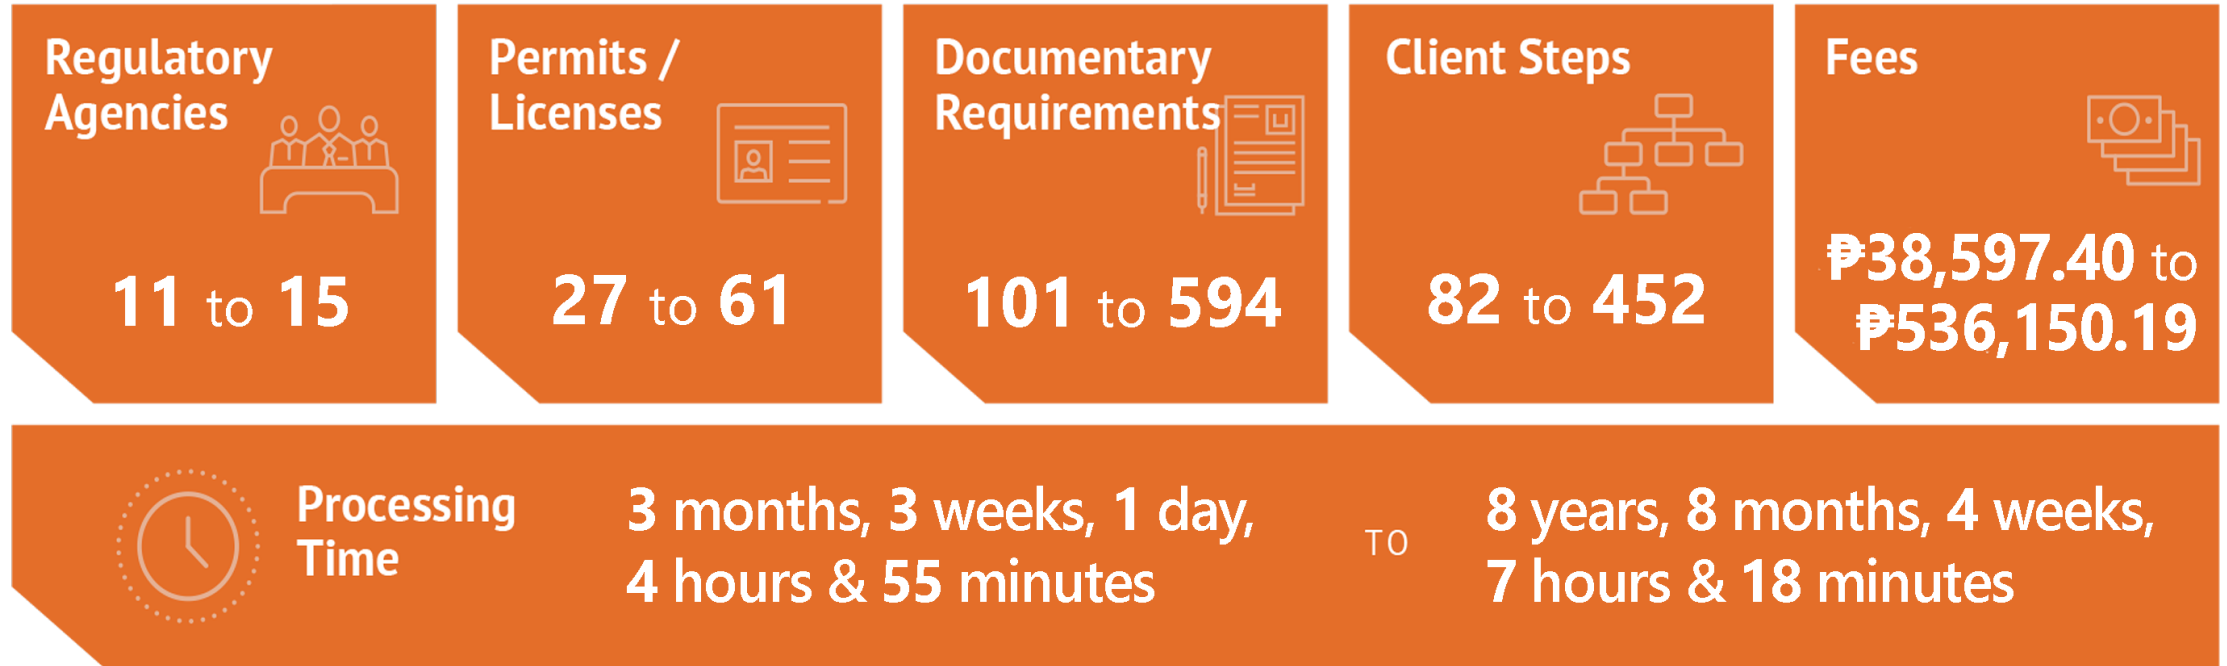 Regulatory
Agencies
11 to 15
Permits /
Licenses
27 to 61
Documentary
Requirements
101 to 594
Client Steps
82 to 452
Fees
₱38,597.40 to
₱536,150.19
Processing
Time
3 months, 3 weeks, 1 day,
4 hours & 55 minutes
TO
8 years, 8 months, 4 weeks,
7 hours & 18 minutes